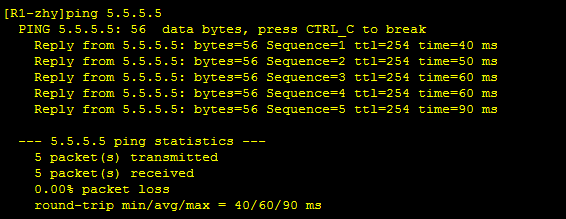 [R1-zhy]ping 5.5.5.5
PING 5.5.5.5: 56  data bytes, press CTRL_C to break
Reply from 5.5.5.5: bytes=56 Sequence=1 ttl=254 time=40 ms
Reply from 5.5.5.5: bytes=56 Sequence=2 ttl=254 time=50 ms
Reply from 5.5.5.5: bytes=56 Sequence=3 ttl=254 time=60 ms
Reply from 5.5.5.5: bytes=56 Sequence=4 ttl=254 time=60 ms
Reply from 5.5.5.5: bytes=56 Sequence=5 ttl=254 time=90 ms
--- 5.5.5.5 ping statistics ---
5 packet(s) transmitted
5 packet(s) received
0.00% packet loss
round-trip min/avg/max = 40/60/90 ms